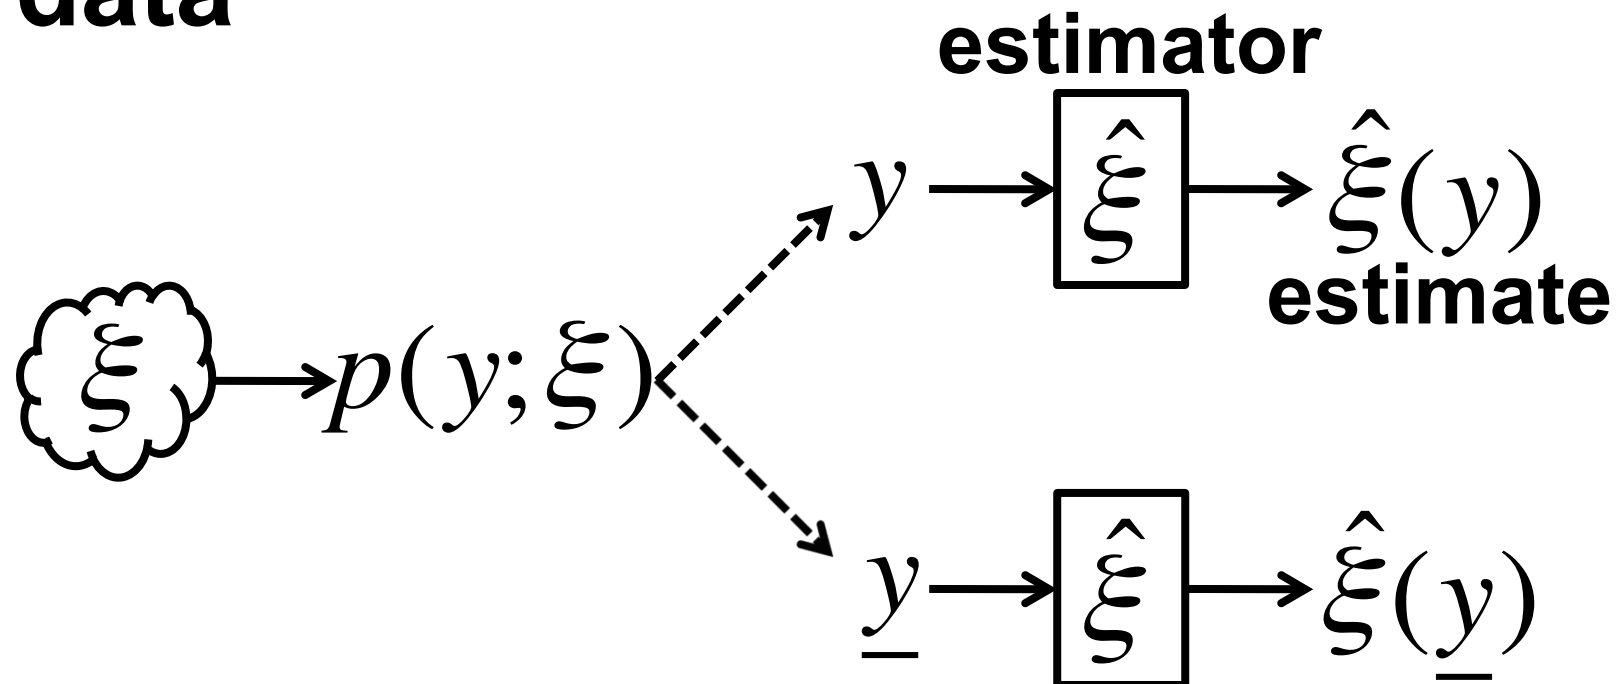 data
estimator
y ξ̂ ξ̂(y)
estimate
ξ p(y;ξ)
y̲ ξ̂ ξ̂(y̲)